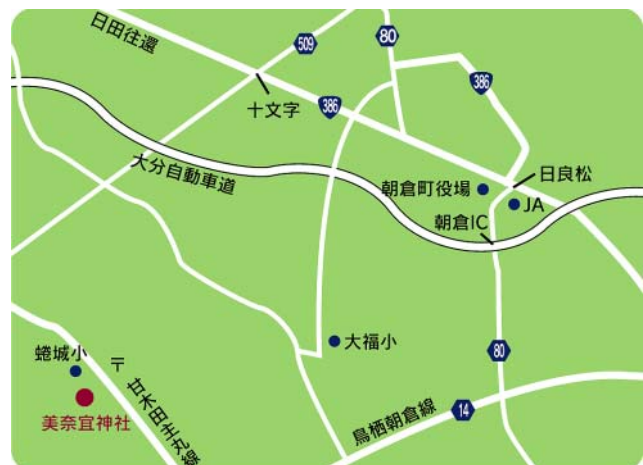 日田往還
509
80
386
十文字
386
大分自動車道
朝倉町役場
日良松
JA
朝倉IC
大福小
80
蜷城小
〒
美奈宜神社
甘木田主丸線
鳥栖朝倉線
14